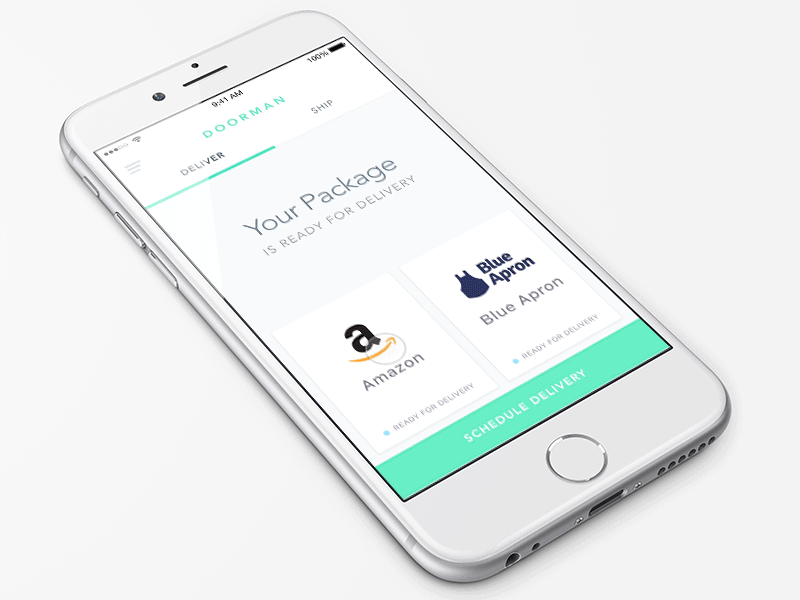 9:41 AM
100%
DOORMAN
DELIVER
SHIP
Your Package
IS READY FOR DELIVERY
a
Amazon
READY FOR DELIVERY
Blue
Apron
Blue Apron
READY FOR DELIVERY
SCHEDULE DELIVERY